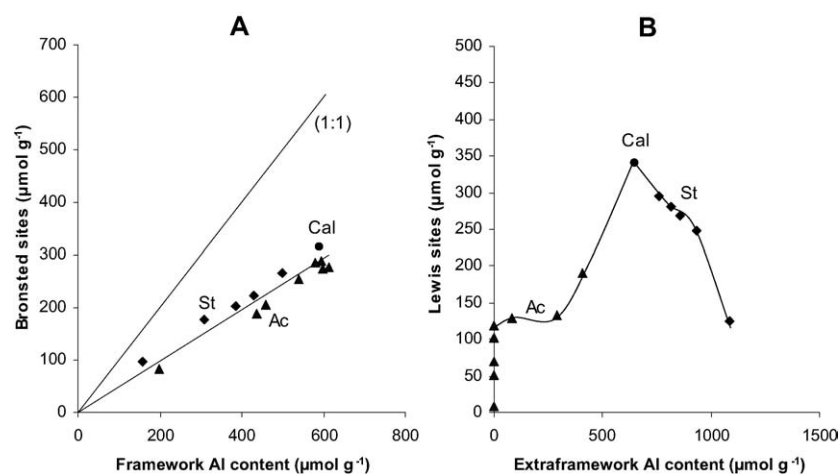 A
700
600
500
400
300
200
100
0
0 200 400 600 800
Bronsted sites (µmol g-1)
Framework Al content (µmol g-1)
(1:1)
Cal
St
Ac
B
500
450
400
350
300
250
200
150
100
50
0
0 500 1000 1500
Lewis sites (µmol g-1)
Extraframework Al content (µmol g-1)
Cal
St
Ac